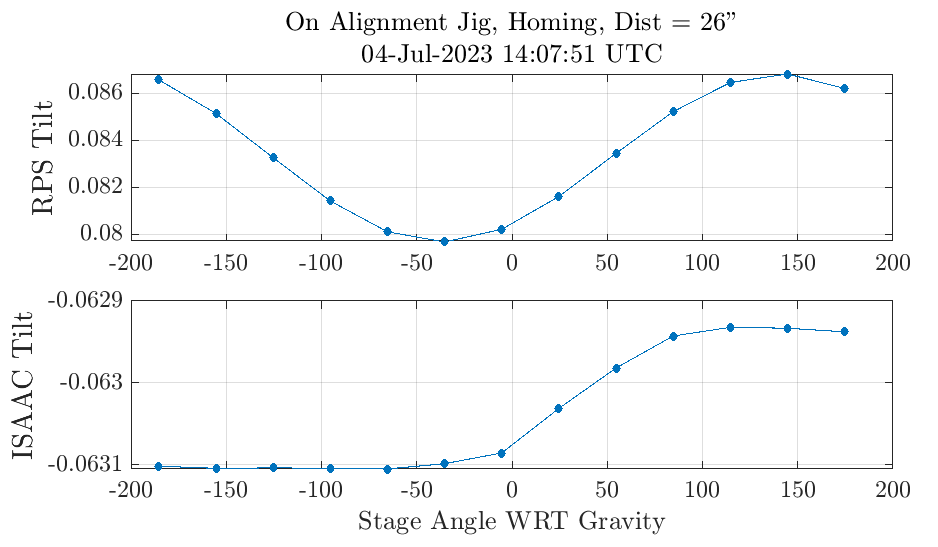 On Alignment Jig, Homing, Dist = 26”
04-Jul-2023 14:07:51 UTC
RPS Tilt
0.086
0.084
0.082
0.08
-200 -150 -100 -50 0 50 100 150 200
ISAAC Tilt
-0.0629
-0.063
-0.0631
-200 -150 -100 -50 0 50 100 150 200
Stage Angle WRT Gravity